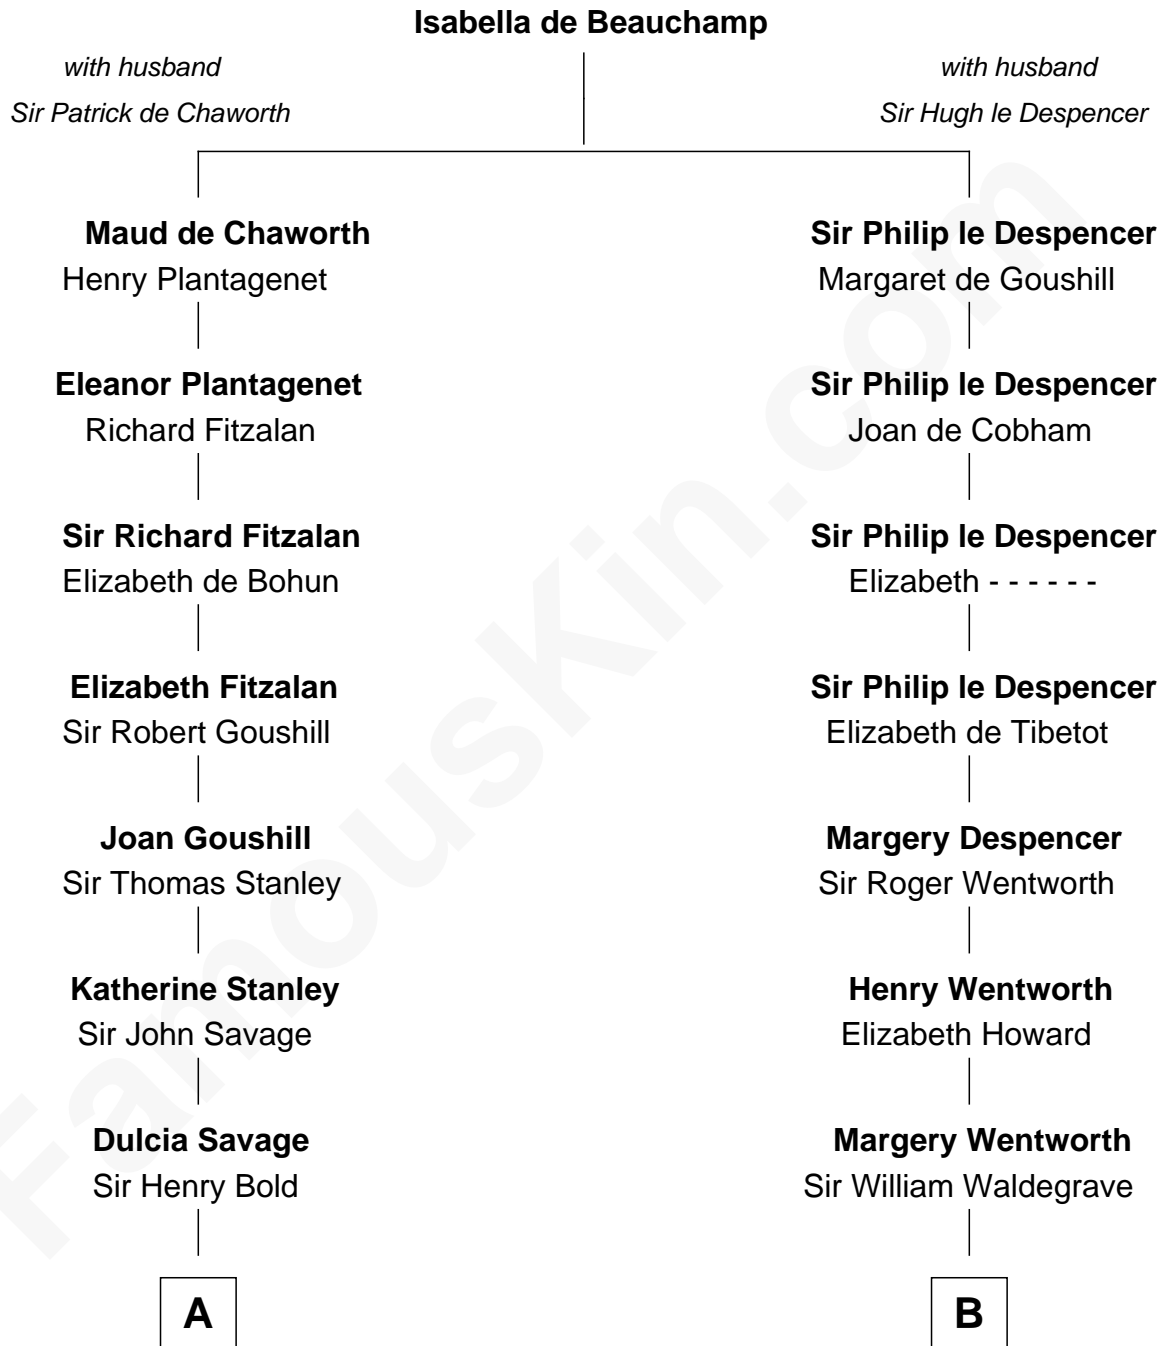 Isabella de Beauchamp
with husband
Sir Patrick de Chaworth
with husband
Sir Hugh le Despencer
Maud de Chaworth
Henry Plantagenet
Sir Philip le Despencer
Margaret de Goushill
Eleanor Plantagenet
Richard Fitzalan
Sir Philip le Despencer
Joan de Cobham
Sir Richard Fitzalan
Elizabeth de Bohun
Sir Philip le Despencer
Elizabeth - - - - - -
Elizabeth Fitzalan
Sir Robert Goushill
Sir Philip le Despencer
Elizabeth de Tibetot
Joan Goushill
Sir Thomas Stanley
Margery Despencer
Sir Roger Wentworth
Katherine Stanley
Sir John Savage
Henry Wentworth
Elizabeth Howard
Dulcia Savage
Sir Henry Bold
Margery Wentworth
Sir William Waldegrave
A
B
FamousKin.com